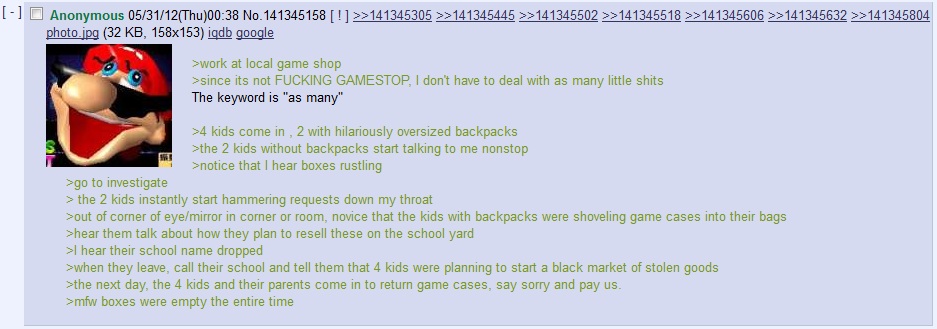 [-] Anonymous 05/31/12(Thu)00:38 No.141345158 [ ! ] >>141345305 >>141345445 >>141345502 >>141345518 >>141345606 >>141345632 >>141345804
photo.jpg (32 KB, 158x153) iqdb google
>work at local game shop
>since its not FUCKING GAMESTOP, I don't have to deal with as many little shits
The keyword is "as many"
>4 kids come in , 2 with hilariously oversized backpacks
>the 2 kids without backpacks start talking to me nonstop
>notice that I hear boxes rustling
>go to investigate
> the 2 kids instantly start hammering requests down my throat
>out of corner of eye/mirror in corner or room, novice that the kids with backpacks were shoveling game cases into their bags
>hear them talk about how they plan to resell these on the school yard
>I hear their school name dropped
>when they leave, call their school and tell them that 4 kids were planning to start a black market of stolen goods
>the next day, the 4 kids and their parents come in to return game cases, say sorry and pay us.
>mfw boxes were empty the entire time